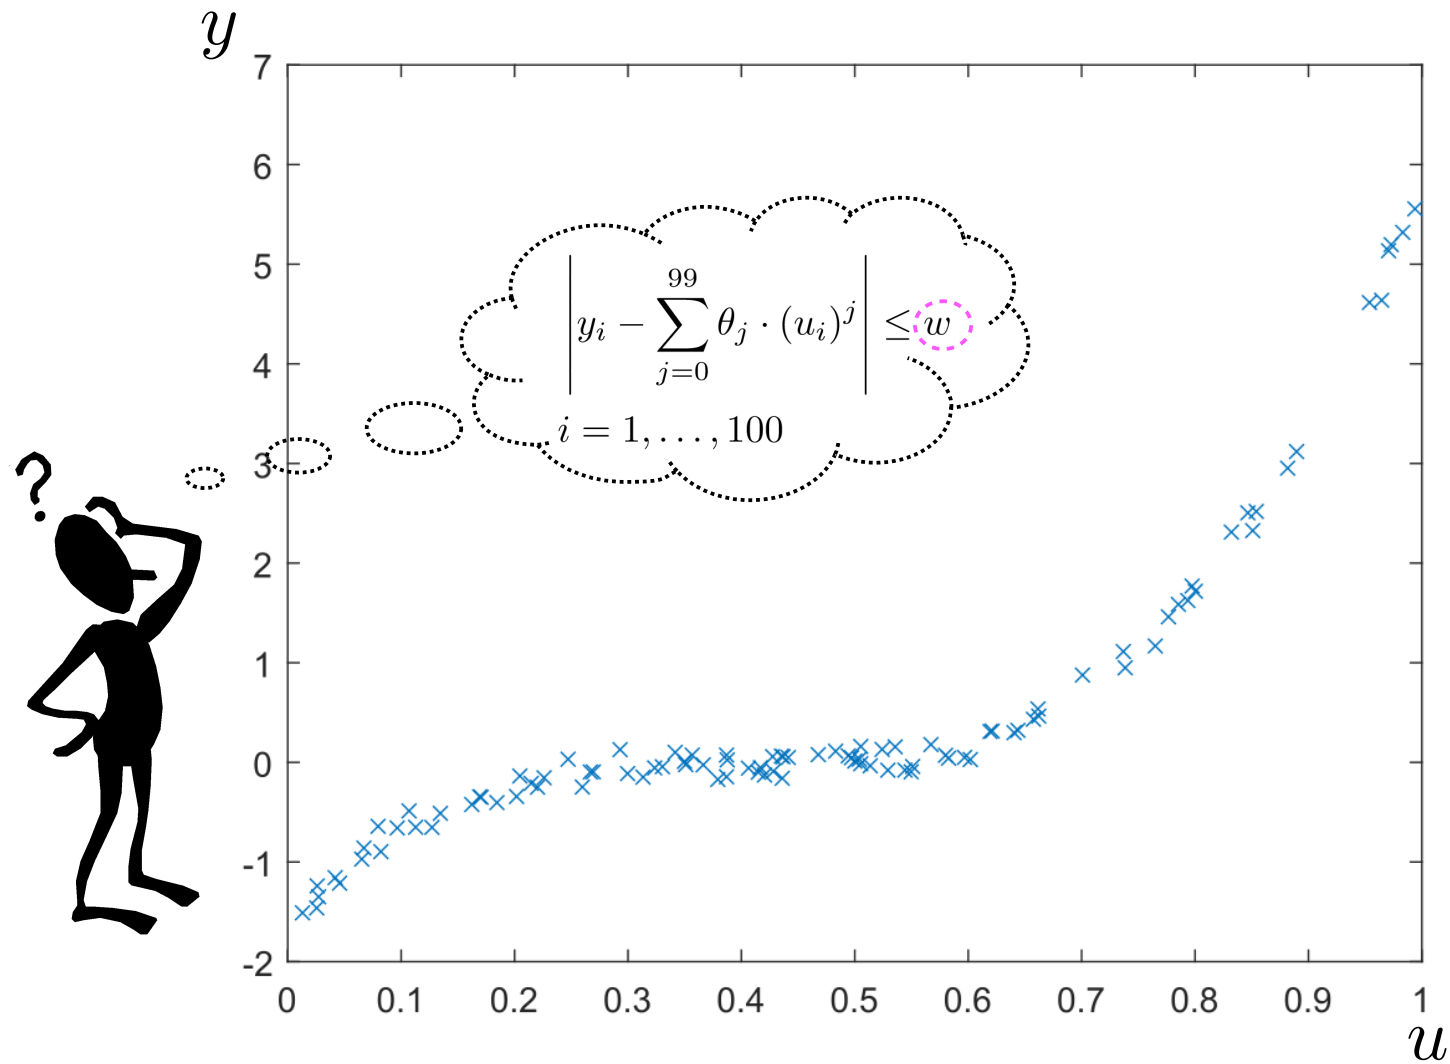 y
7
6
5
4
3
2
1
0
-1
-2
|y_i − ∑_{j=0}^{99} θ_j · (u_i)^j| ≤ w
i = 1, . . . , 100
?
0 0.1 0.2 0.3 0.4 0.5 0.6 0.7 0.8 0.9 1
u